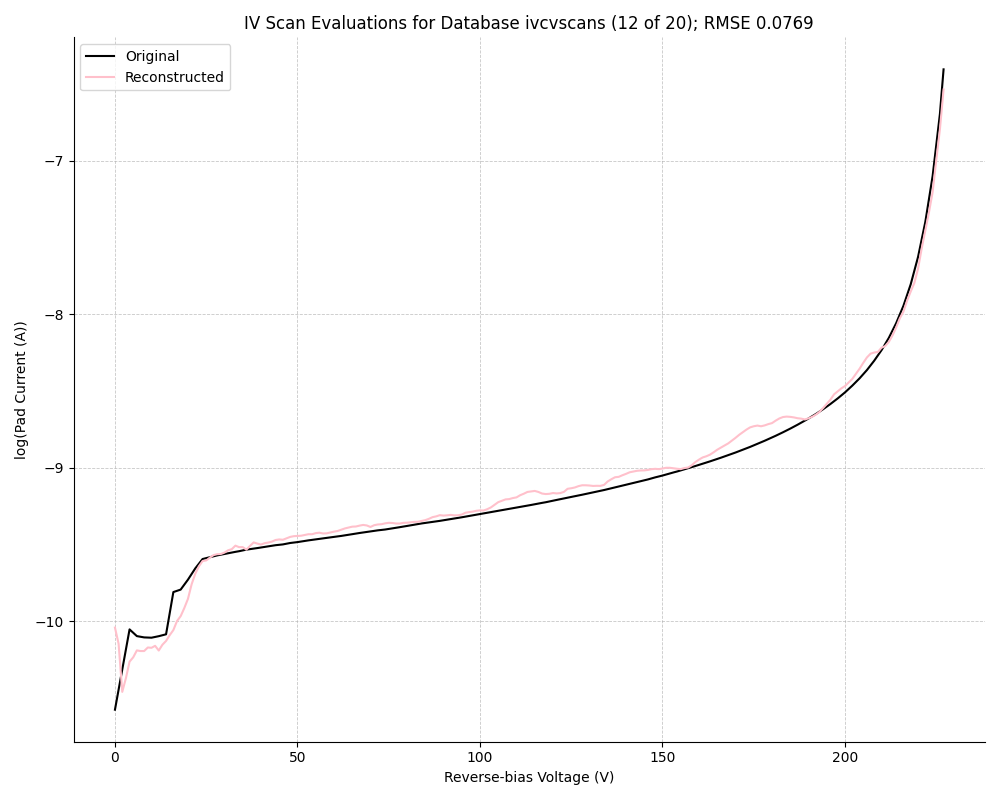 IV Scan Evaluations for Database ivcvscans (12 of 20); RMSE 0.0769
Original
Reconstructed
−7
−8
−9
−10
log(Pad Current (A))
0
50
100
150
200
Reverse-bias Voltage (V)